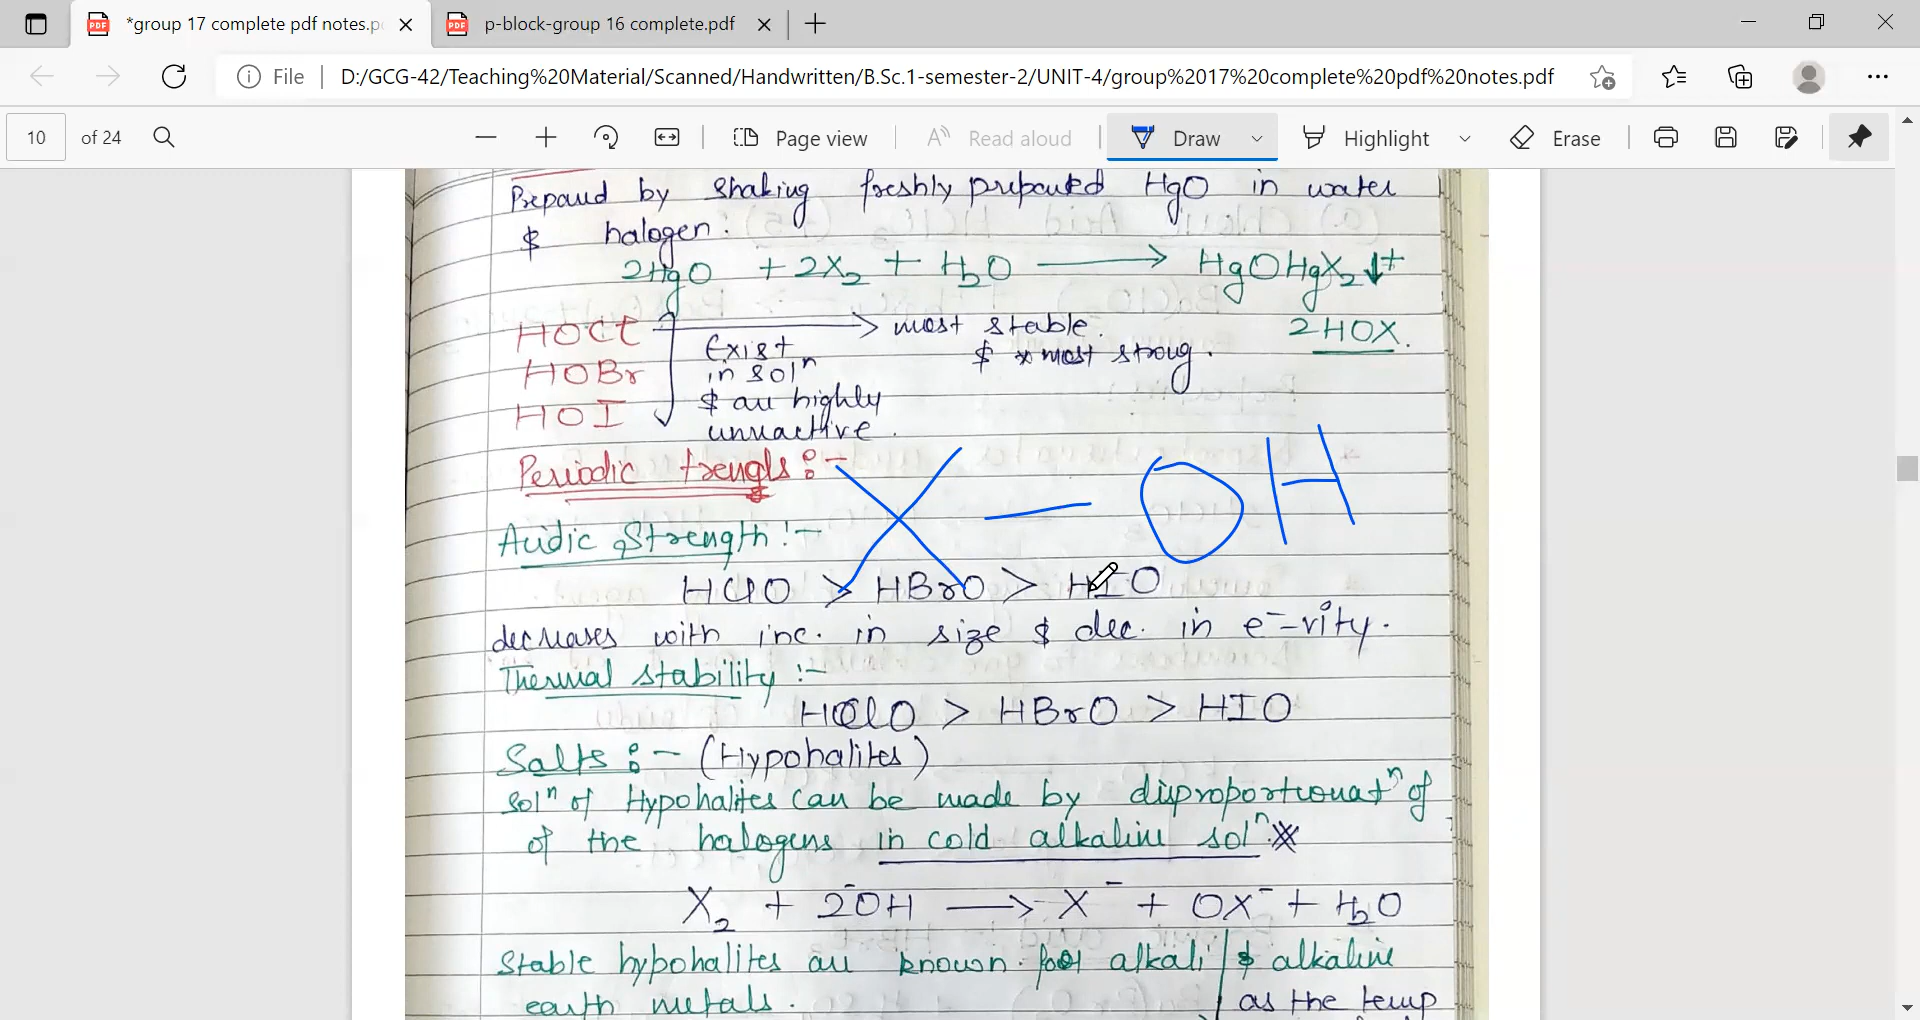 *group 17 complete pdf notes.p
p-block-group 16 complete.pdf
File D:/GCG-42/Teaching%20Material/Scanned/Handwritten/B.Sc.1-semester-2/UNIT-4/group%2017%20complete%20pdf%20notes.pdf
10 of 24 Page view Read aloud Draw Highlight Erase
Prepared by shaking freshly prepared HgO in water
& halogen.
2HgO + 2X₂ + H₂O ⟶ HgOHgX₂↓ +
HOCl → most stable. 2HOX.
Exist & most strong.
HOBr in solⁿ
HOI & are highly
unreactive.
Periodic trends :-
X — OH
Acidic Strength :-
HClO > HBrO > HIO
decreases with inc. in size & dec. in e⁻-vity.
Thermal stability :-
HClO > HBrO > HIO
Salts :- (Hypohalites)
Solⁿ of Hypohalites can be made by disproportionatⁿ of
of the halogens in cold alkaline solⁿ.
X₂ + 2ŌH ⟶ X⁻ + OX⁻ + H₂O
Stable hypohalites are known for alkali & alkaline
earth metals. as the temp